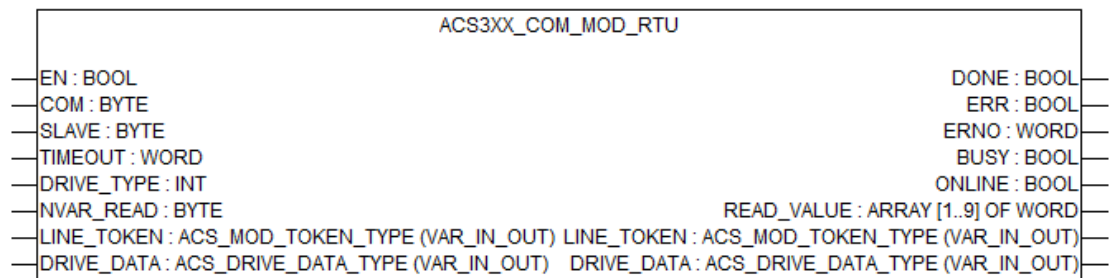 ACS3XX_COM_MOD_RTU
EN : BOOL DONE : BOOL
COM : BYTE ERR : BOOL
SLAVE : BYTE ERNO : WORD
TIMEOUT : WORD BUSY : BOOL
DRIVE_TYPE : INT ONLINE : BOOL
NVAR_READ : BYTE READ_VALUE : ARRAY [1..9] OF WORD
LINE_TOKEN : ACS_MOD_TOKEN_TYPE (VAR_IN_OUT) LINE_TOKEN : ACS_MOD_TOKEN_TYPE (VAR_IN_OUT)
DRIVE_DATA : ACS_DRIVE_DATA_TYPE (VAR_IN_OUT) DRIVE_DATA : ACS_DRIVE_DATA_TYPE (VAR_IN_OUT)